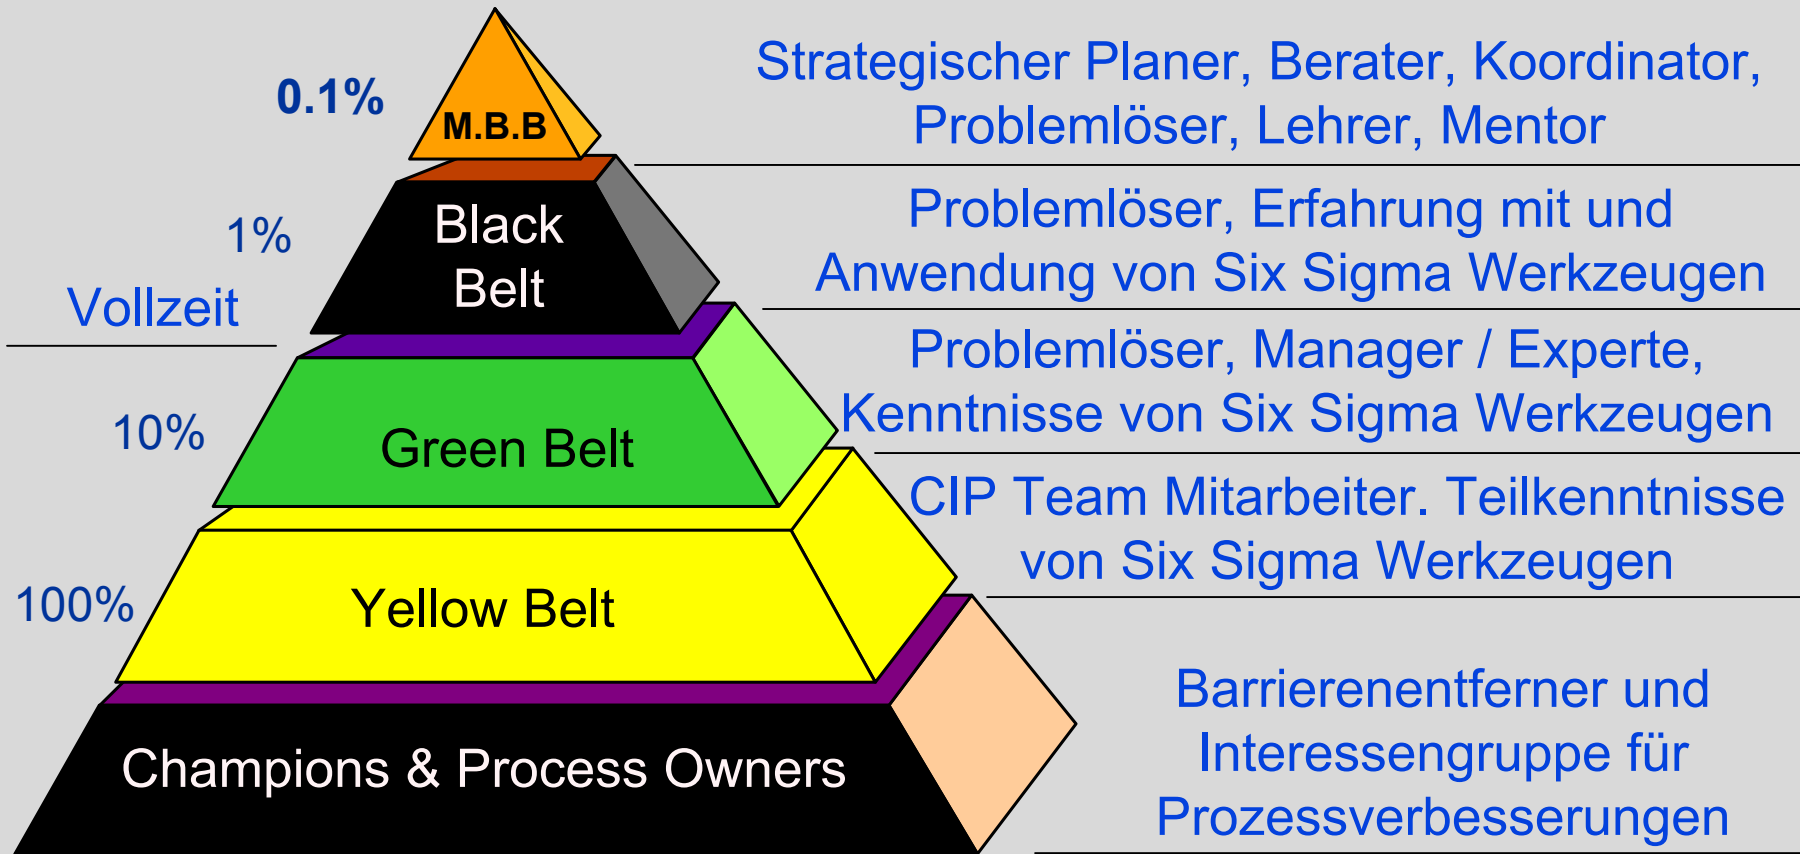 0.1%
M.B.B
Strategischer Planer, Berater, Koordinator,
Problemlöser, Lehrer, Mentor
1%
Vollzeit
Black
Belt
Problemlöser, Erfahrung mit und
Anwendung von Six Sigma Werkzeugen
10%
Green Belt
Problemlöser, Manager / Experte,
Kenntnisse von Six Sigma Werkzeugen
100%
Yellow Belt
CIP Team Mitarbeiter. Teilkenntnisse
von Six Sigma Werkzeugen
Champions & Process Owners
Barrierenentferner und
Interessengruppe für
Prozessverbesserungen